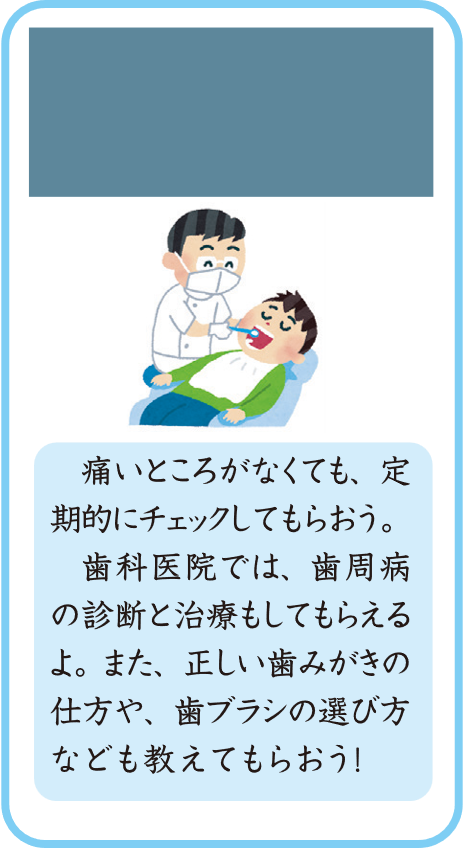 痛いところがなくても、定
期的にチェックしてもらおう。
　歯科医院では、歯周病
の診断と治療もしてもらえる
よ。また、正しい歯みがきの
仕方や、歯ブラシの選び方
なども教えてもらおう！